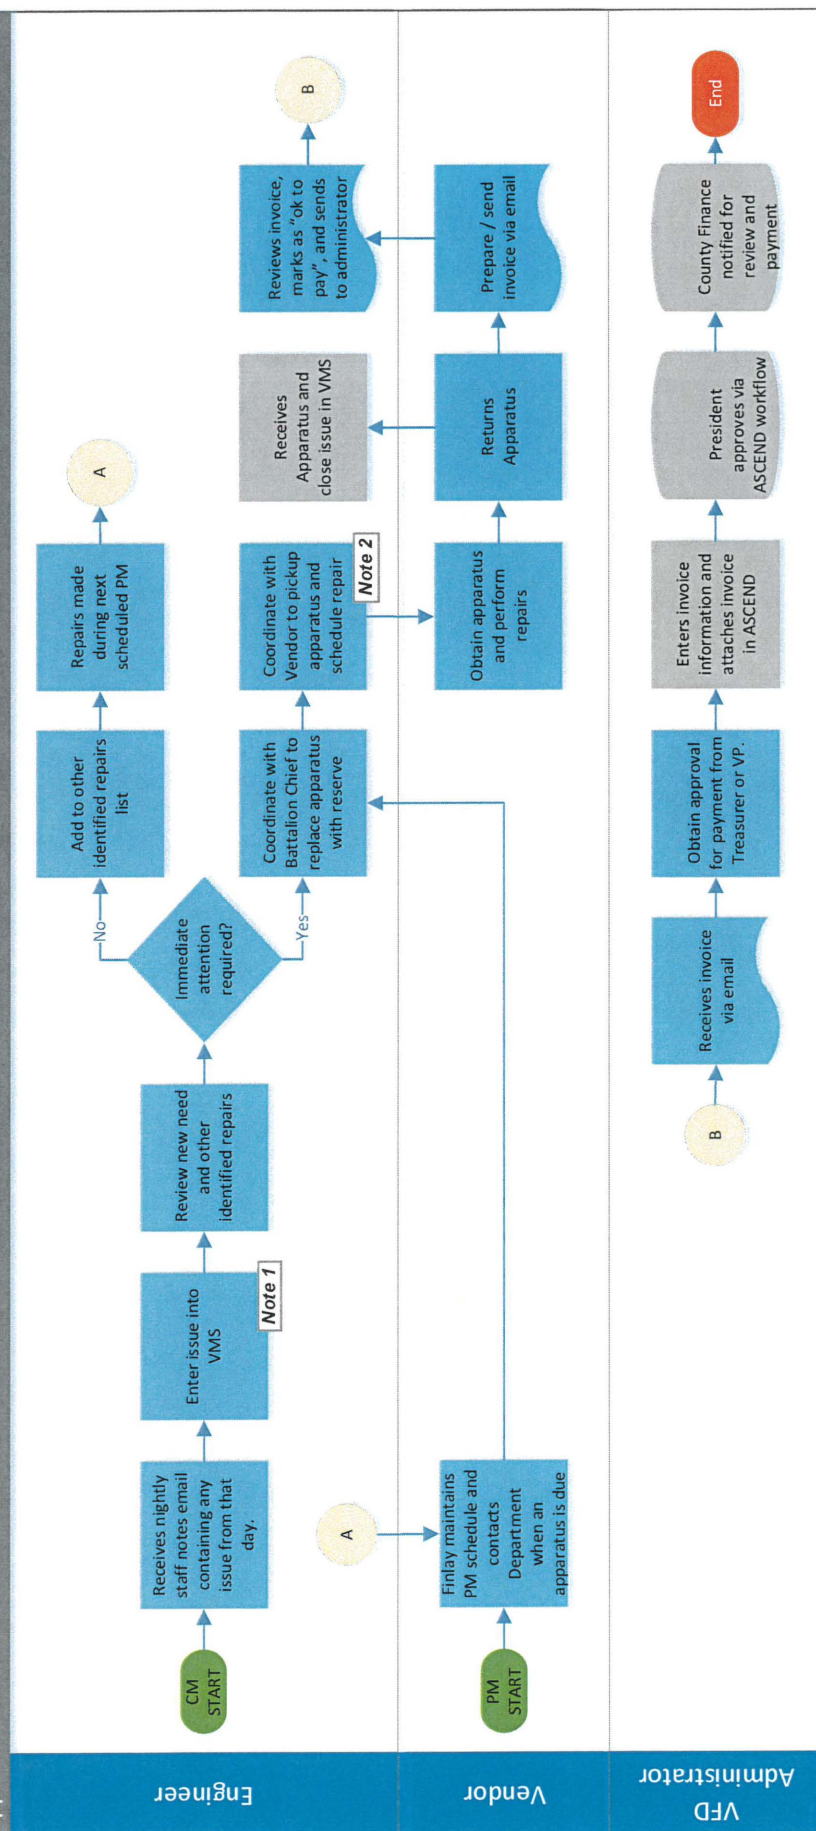 Engineer
CM
START
Receives nightly
staff notes email
containing any
issue from that
day.
Enter issue into
VMS
Note 1
Review new need
and other
identified repairs
Immediate
attention
required?
No
Add to other
identified repairs
list
Repairs made
during next
scheduled PM
A
Yes
Coordinate with
Battalion Chief to
replace apparatus
with reserve
Coordinate with
Vendor to pickup
apparatus and
schedule repair
Note 2
Receives
Apparatus and
close issue in VMS
Reviews invoice,
marks as "ok to
pay", and sends
to administrator
B
A
Vendor
PM
START
Finlay maintains
PM schedule and
contacts
Department
when an
apparatus is due
Obtain apparatus
and perform
repairs
Returns
Apparatus
Prepare / send
invoice via email
VFD
Administrator
B
Receives invoice
via email
Obtain approval
for payment from
Treasurer or VP.
Enters invoice
information and
attaches invoice
in ASCEND
President
approves via
ASCEND workflow
County Finance
notified for
review and
payment
End